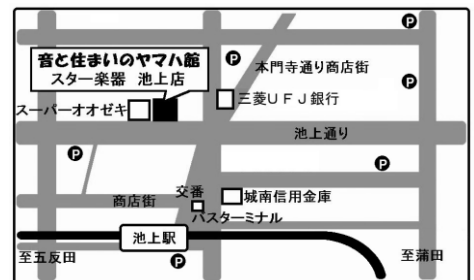 P
音と住まいのヤマハ館
スター楽器 池上店
P
本門寺通り商店街
P
スーパーオオゼキ
三菱UFJ銀行
池上通り
P
P
交番
商店街
城南信用金庫
バスターミナル
池上駅
至五反田
P
至蒲田